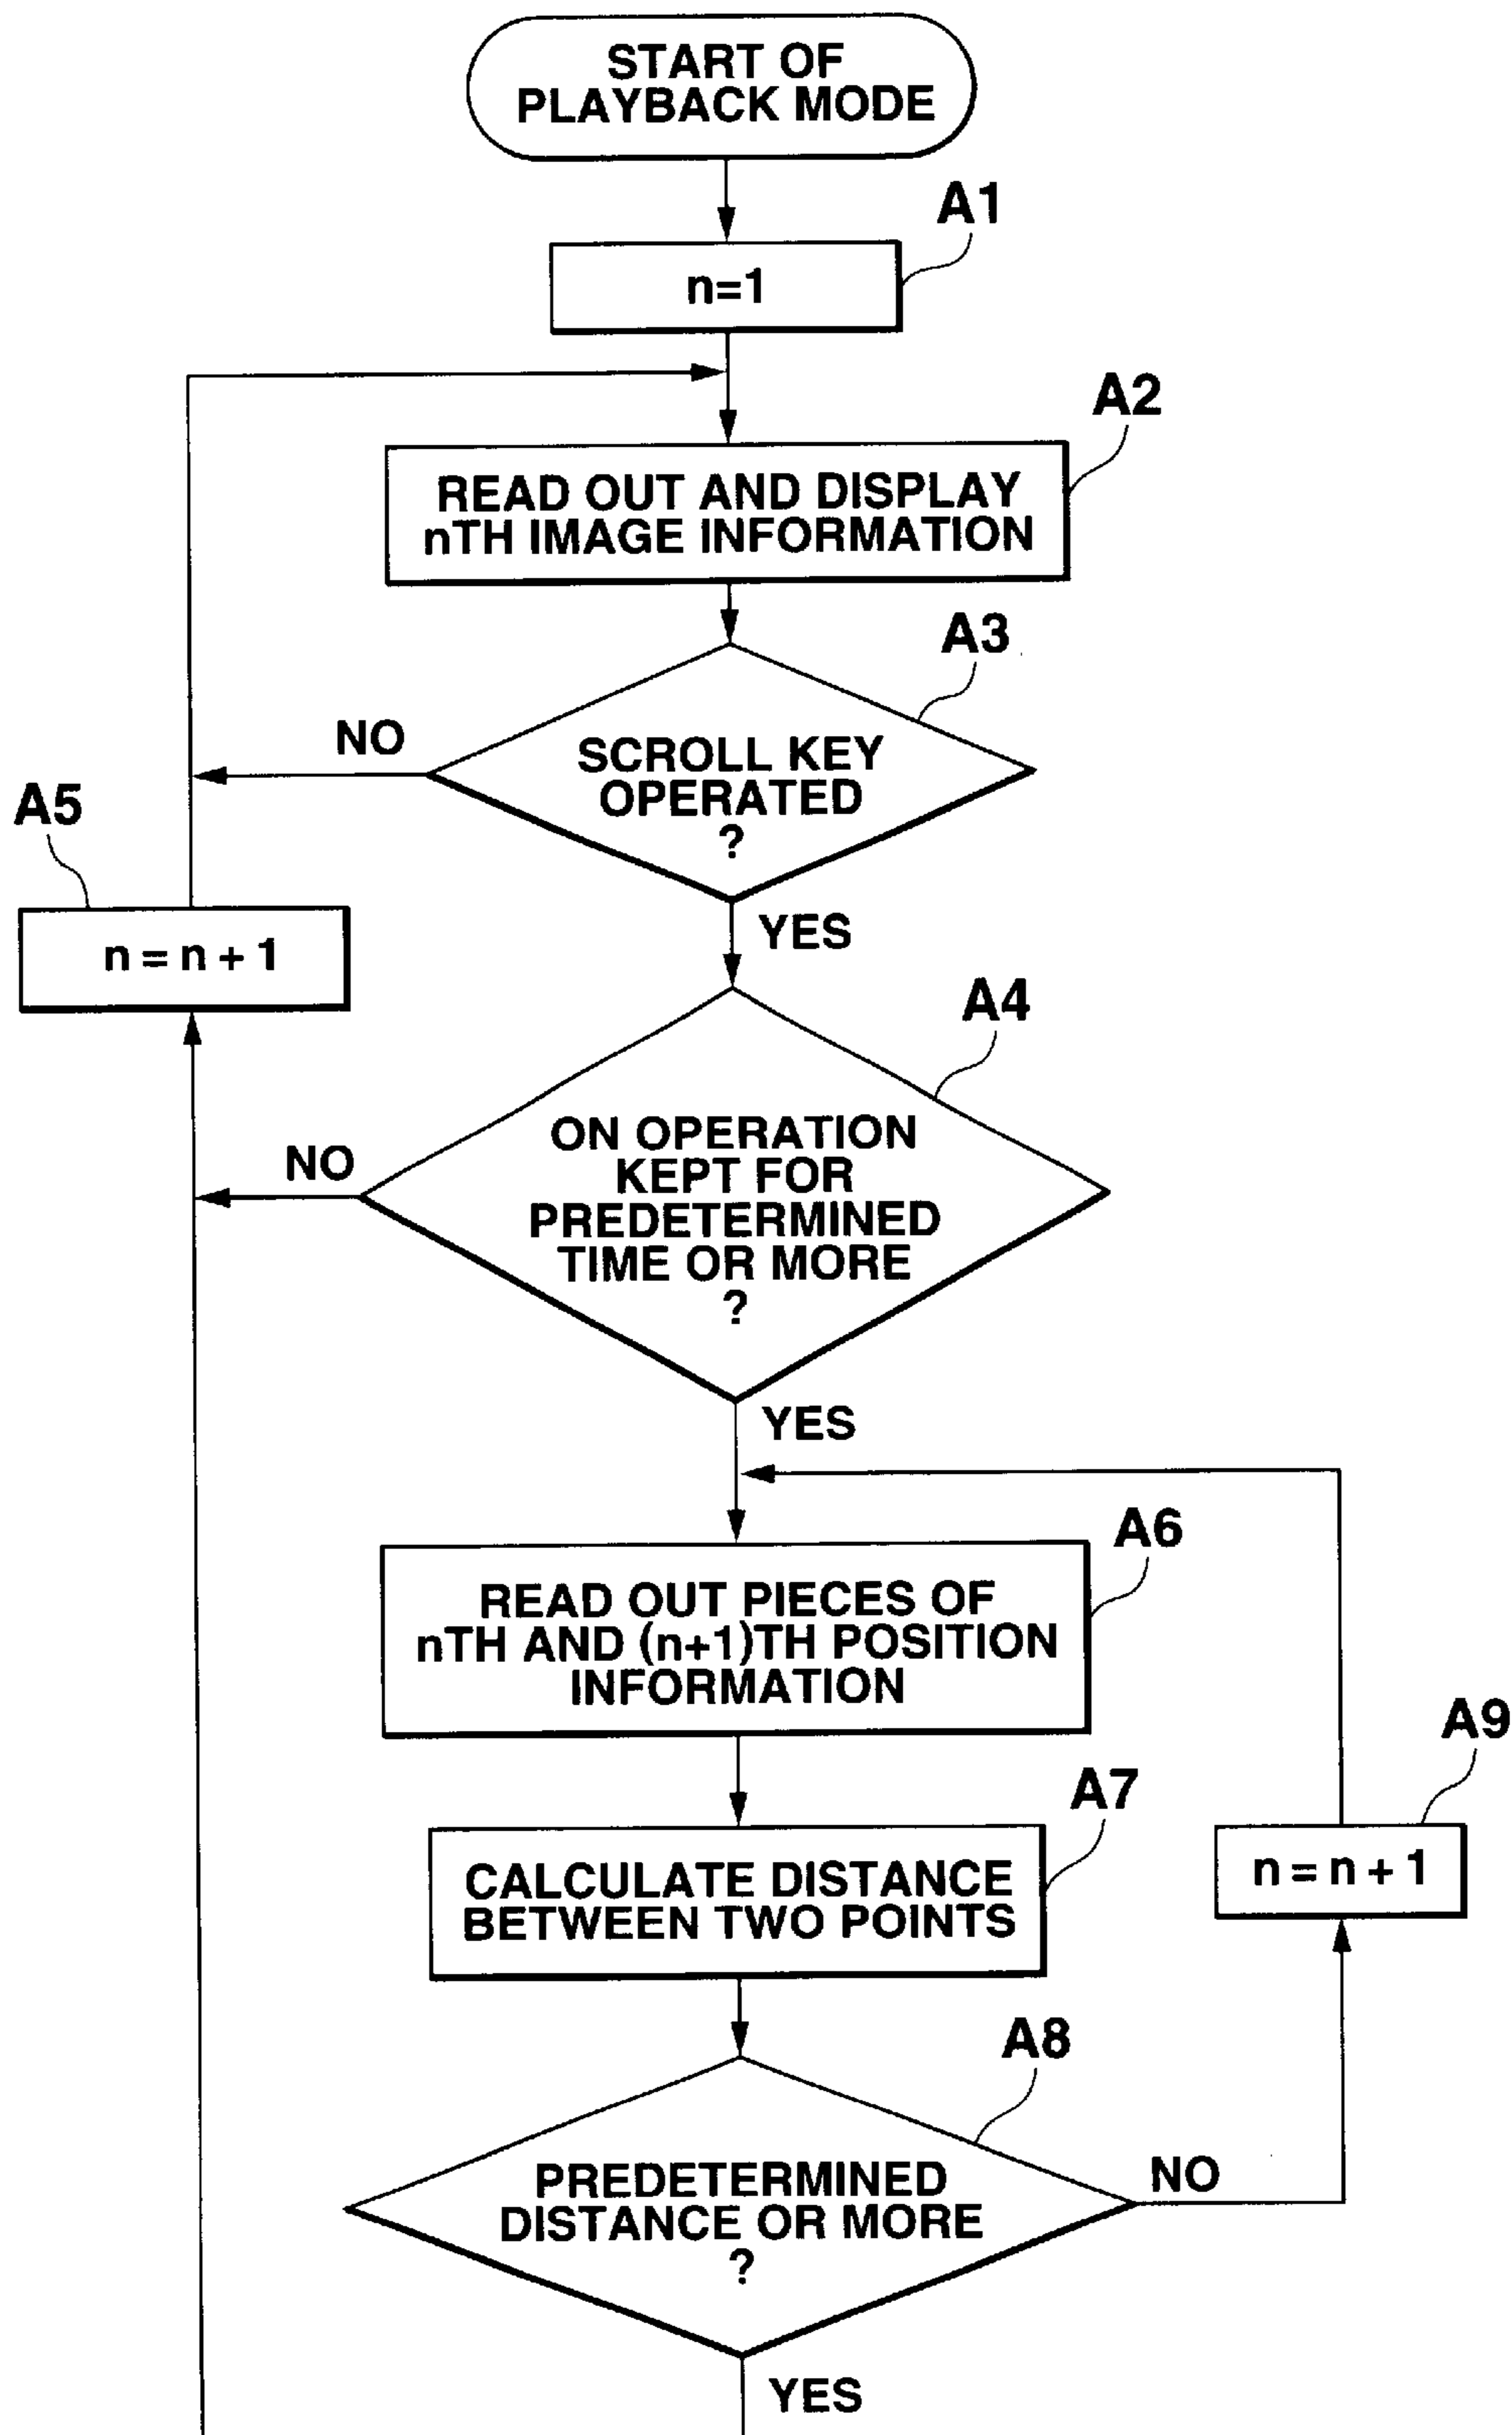 START OF
PLAYBACK MODE
A1
n=1
A2
READ OUT AND DISPLAY
nTH IMAGE INFORMATION
A3
NO
SCROLL KEY
OPERATED
?
A5
YES
n = n + 1
A4
ON OPERATION
NO
KEPT FOR
PREDETERMINED
TIME OR MORE
?
YES
A6
READ OUT PIECES OF
nTH AND (n+1)TH POSITION
INFORMATION
A9
A7
CALCULATE DISTANCE
BETWEEN TWO POINTS
n = n + 1
A8
PREDETERMINED
NO
DISTANCE OR MORE
?
YES